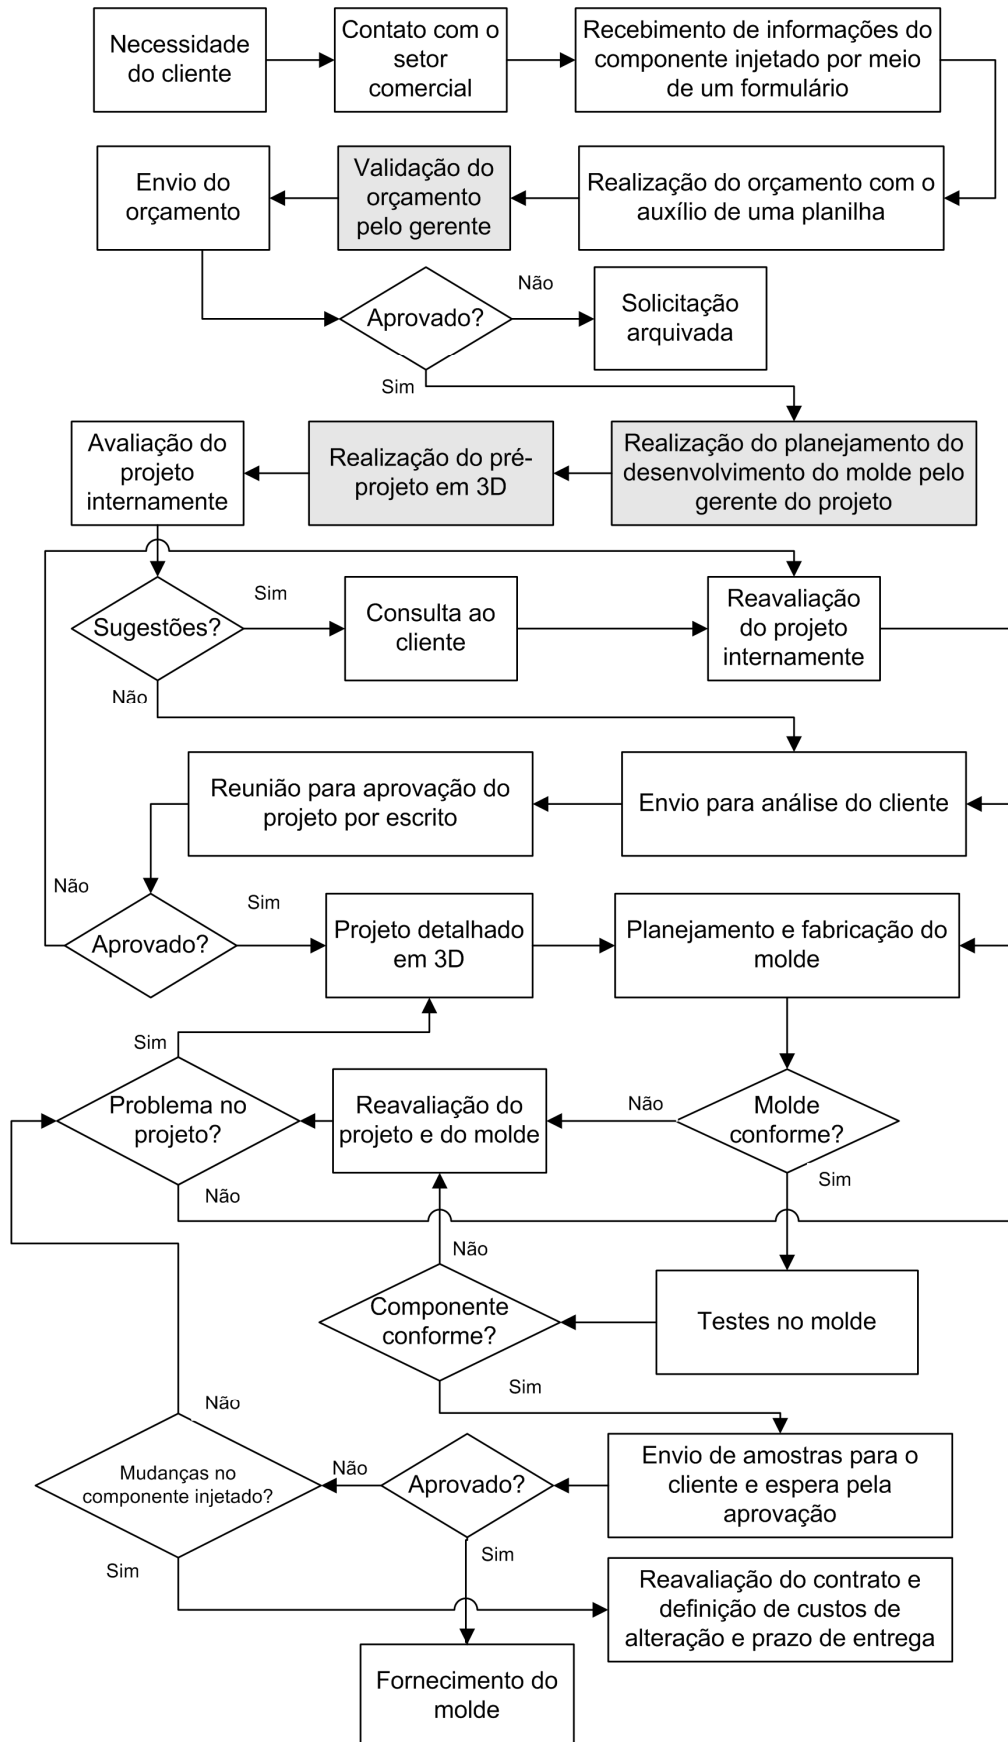 Necessidade
do cliente
Contato com o
setor
comercial
Recebimento de informações do
componente injetado por meio
de um formulário
Envio do
orçamento
Validação do
orçamento
pelo gerente
Realização do orçamento com o
auxílio de uma planilha
Aprovado?
Não
Solicitação
arquivada
Sim
Avaliação do
projeto
internamente
Realização do pré-
projeto em 3D
Realização do planejamento do
desenvolvimento do molde pelo
gerente do projeto
Sugestões?
Sim
Consulta ao
cliente
Reavaliação
do projeto
internamente
Não
Reunião para aprovação do
projeto por escrito
Envio para análise do cliente
Não
Aprovado?
Sim
Projeto detalhado
em 3D
Planejamento e fabricação do
molde
Sim
Problema no
projeto?
Reavaliação do
projeto e do molde
Não
Molde
conforme?
Não
Sim
Não
Componente
conforme?
Testes no molde
Sim
Não
Mudanças no
componente injetado?
Não
Aprovado?
Envio de amostras para o
cliente e espera pela
aprovação
Sim
Sim
Reavaliação do contrato e
definição de custos de
alteração e prazo de entrega
Fornecimento do
molde